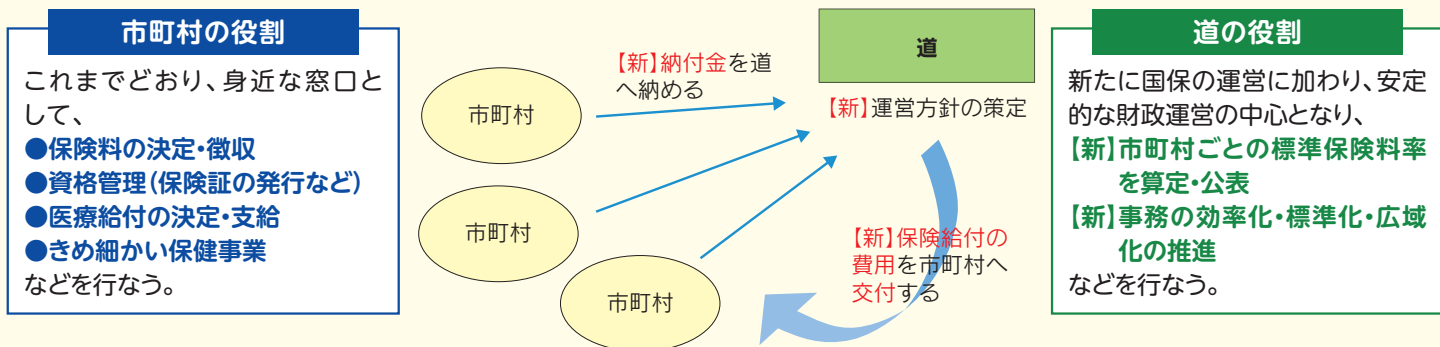 市町村の役割
これまでどおり、身近な窓口と
して、
●保険料の決定・徴収
●資格管理(保険証の発行など)
●医療給付の決定・支給
●きめ細かい保健事業
などを行なう。
市町村
市町村
市町村
【新】納付金を道
へ納める
道
【新】運営方針の策定
【新】保険給付の
費用を市町村へ
交付する
道の役割
新たに国保の運営に加わり、安定
的な財政運営の中心となり、
【新】市町村ごとの標準保険料率
を算定・公表
【新】事務の効率化・標準化・広域
化の推進
などを行なう。